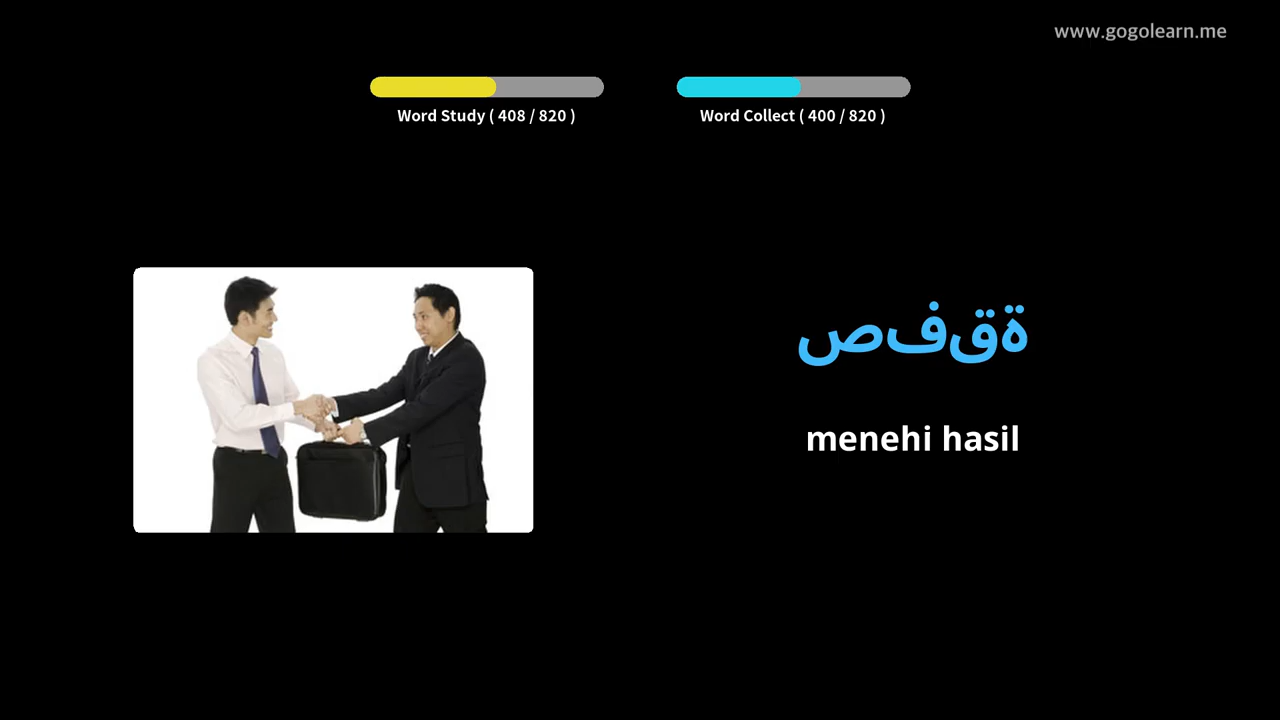 www.gogolearn.me
Word Study ( 408 / 820 )
Word Collect ( 400 / 820 )
صفقة
menehi hasil